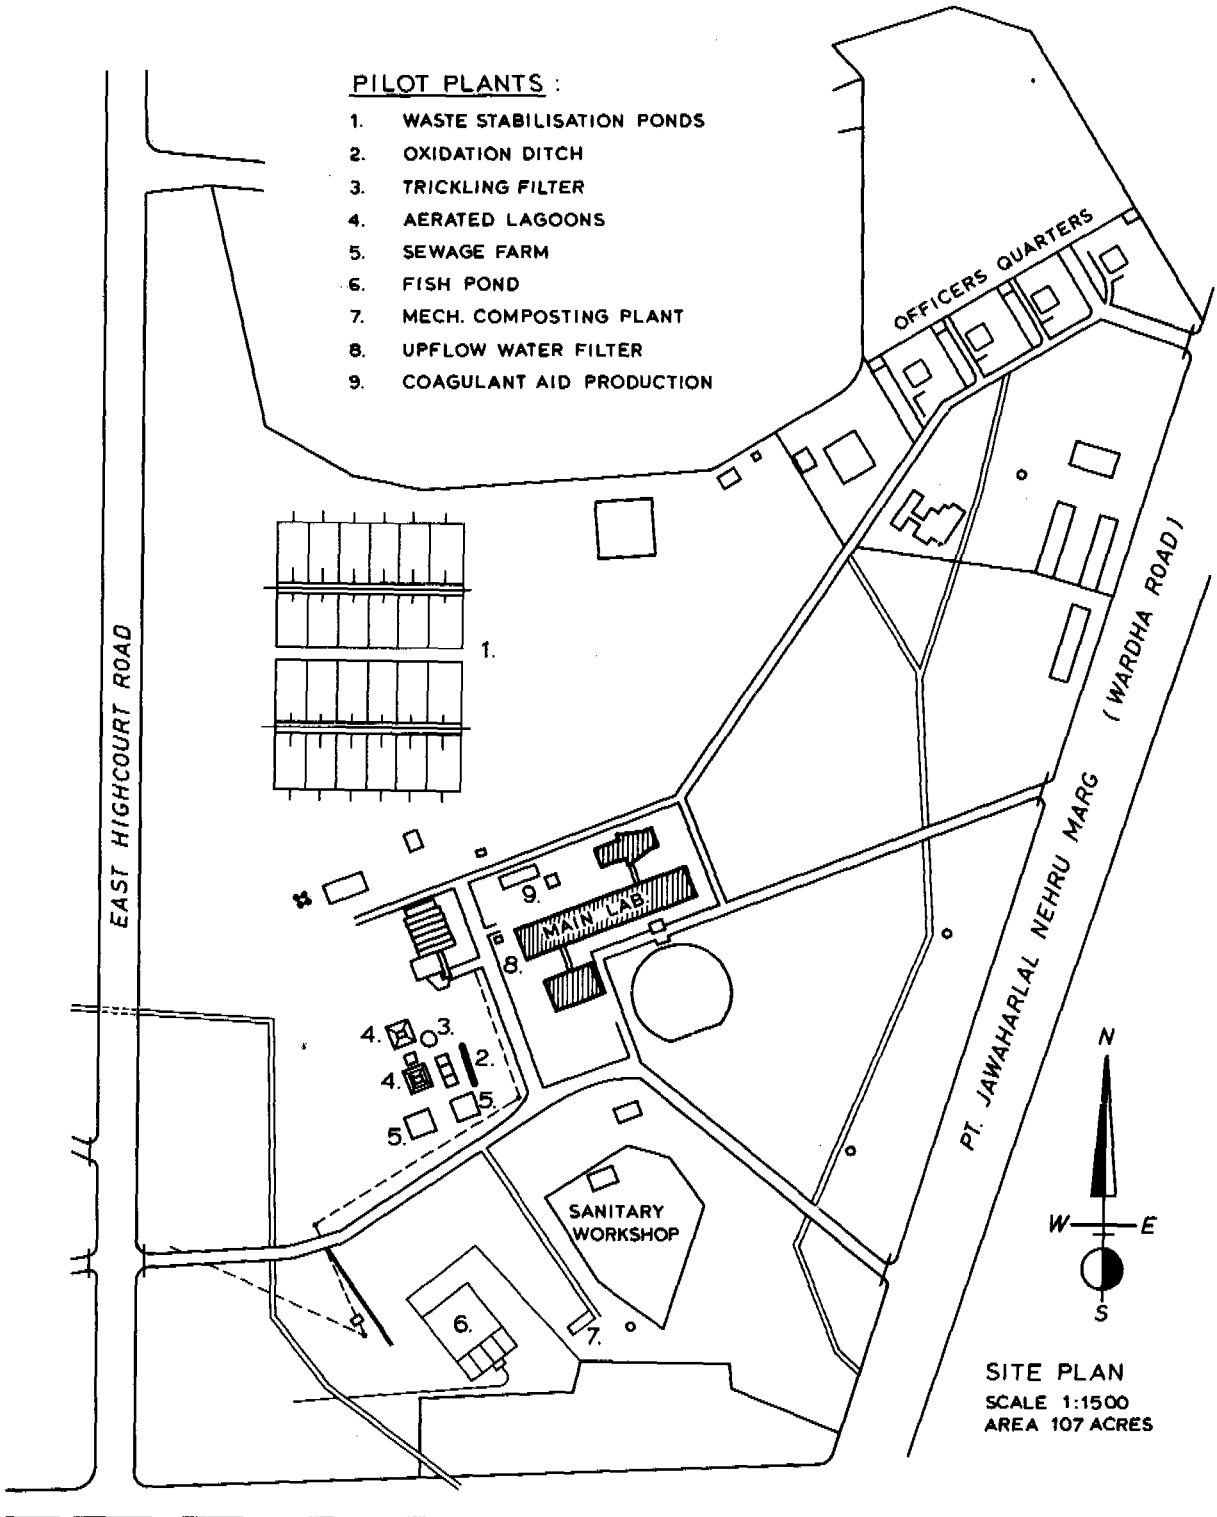 PILOT PLANTS :
1. WASTE STABILISATION PONDS
2. OXIDATION DITCH
3. TRICKLING FILTER
4. AERATED LAGOONS
5. SEWAGE FARM
6. FISH POND
7. MECH. COMPOSTING PLANT
8. UPFLOW WATER FILTER
9. COAGULANT AID PRODUCTION
OFFICERS QUARTERS
EAST HIGHCOURT ROAD
1.
(WARDHA ROAD)
PT. JAWAHARLAL NEHRU MARG
9.
MAIN LAB.
8.
4.
3.
2.
4.
5.
5.
SANITARY
WORKSHOP
6.
7.
N
W E
S
SITE PLAN
SCALE 1:1500
AREA 107 ACRES